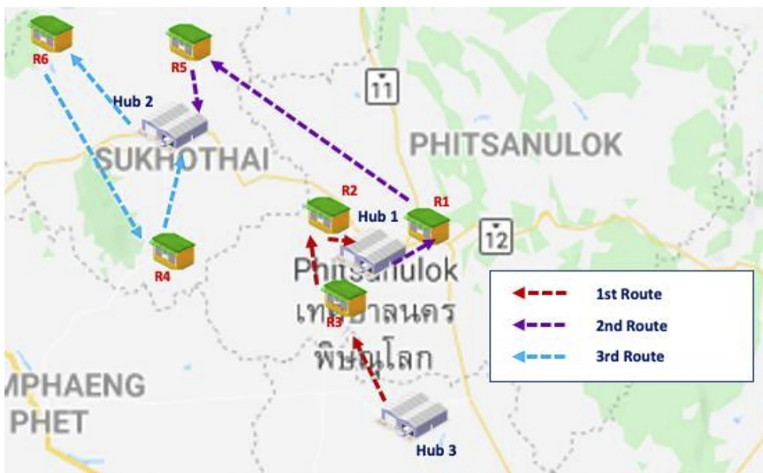 R6
R5
Hub 2
11
SUKHOTHAI
PHITSANULOK
R2
R1
Hub 1
12
R4
Phitsanulok
เทศบาลนคร
พิษณุโลก
R3
1st Route
2nd Route
3rd Route
MPHAENG
PHET
Hub 3